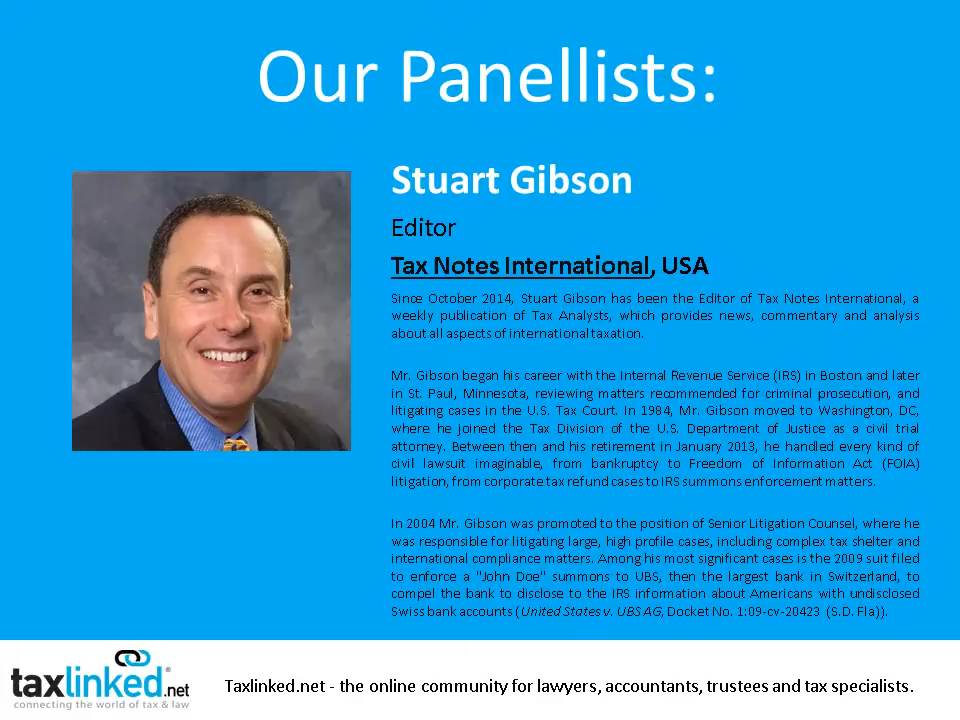 Our Panellists:
Stuart Gibson
Editor
Tax Notes International, USA
Since October 2014, Stuart Gibson has been the Editor of Tax Notes International, a
weekly publication of Tax Analysts, which provides news, commentary and analysis
about all aspects of international taxation.
Mr. Gibson began his career with the Internal Revenue Service (IRS) in Boston and later
in St. Paul, Minnesota, reviewing matters recommended for criminal prosecution, and
litigating cases in the U.S. Tax Court. In 1984, Mr. Gibson moved to Washington, DC,
where he joined the Tax Division of the U.S. Department of Justice as a civil trial
attorney. Between then and his retirement in January 2013, he handled every kind of
civil lawsuit imaginable, from bankruptcy to Freedom of Information Act (FOIA)
litigation, from corporate tax refund cases to IRS summons enforcement matters.
In 2004 Mr. Gibson was promoted to the position of Senior Litigation Counsel, where he
was responsible for litigating large, high profile cases, including complex tax shelter and
international compliance matters. Among his most significant cases is the 2009 suit filed
to enforce a "John Doe" summons to UBS, then the largest bank in Switzerland, to
compel the bank to disclose to the IRS information about Americans with undisclosed
Swiss bank accounts (United States v. UBS AG, Docket No. 1:09-cv-20423 (S.D. Fla)).
taxlinked.net®
connecting the world of tax & law
Taxlinked.net - the online community for lawyers, accountants, trustees and tax specialists.